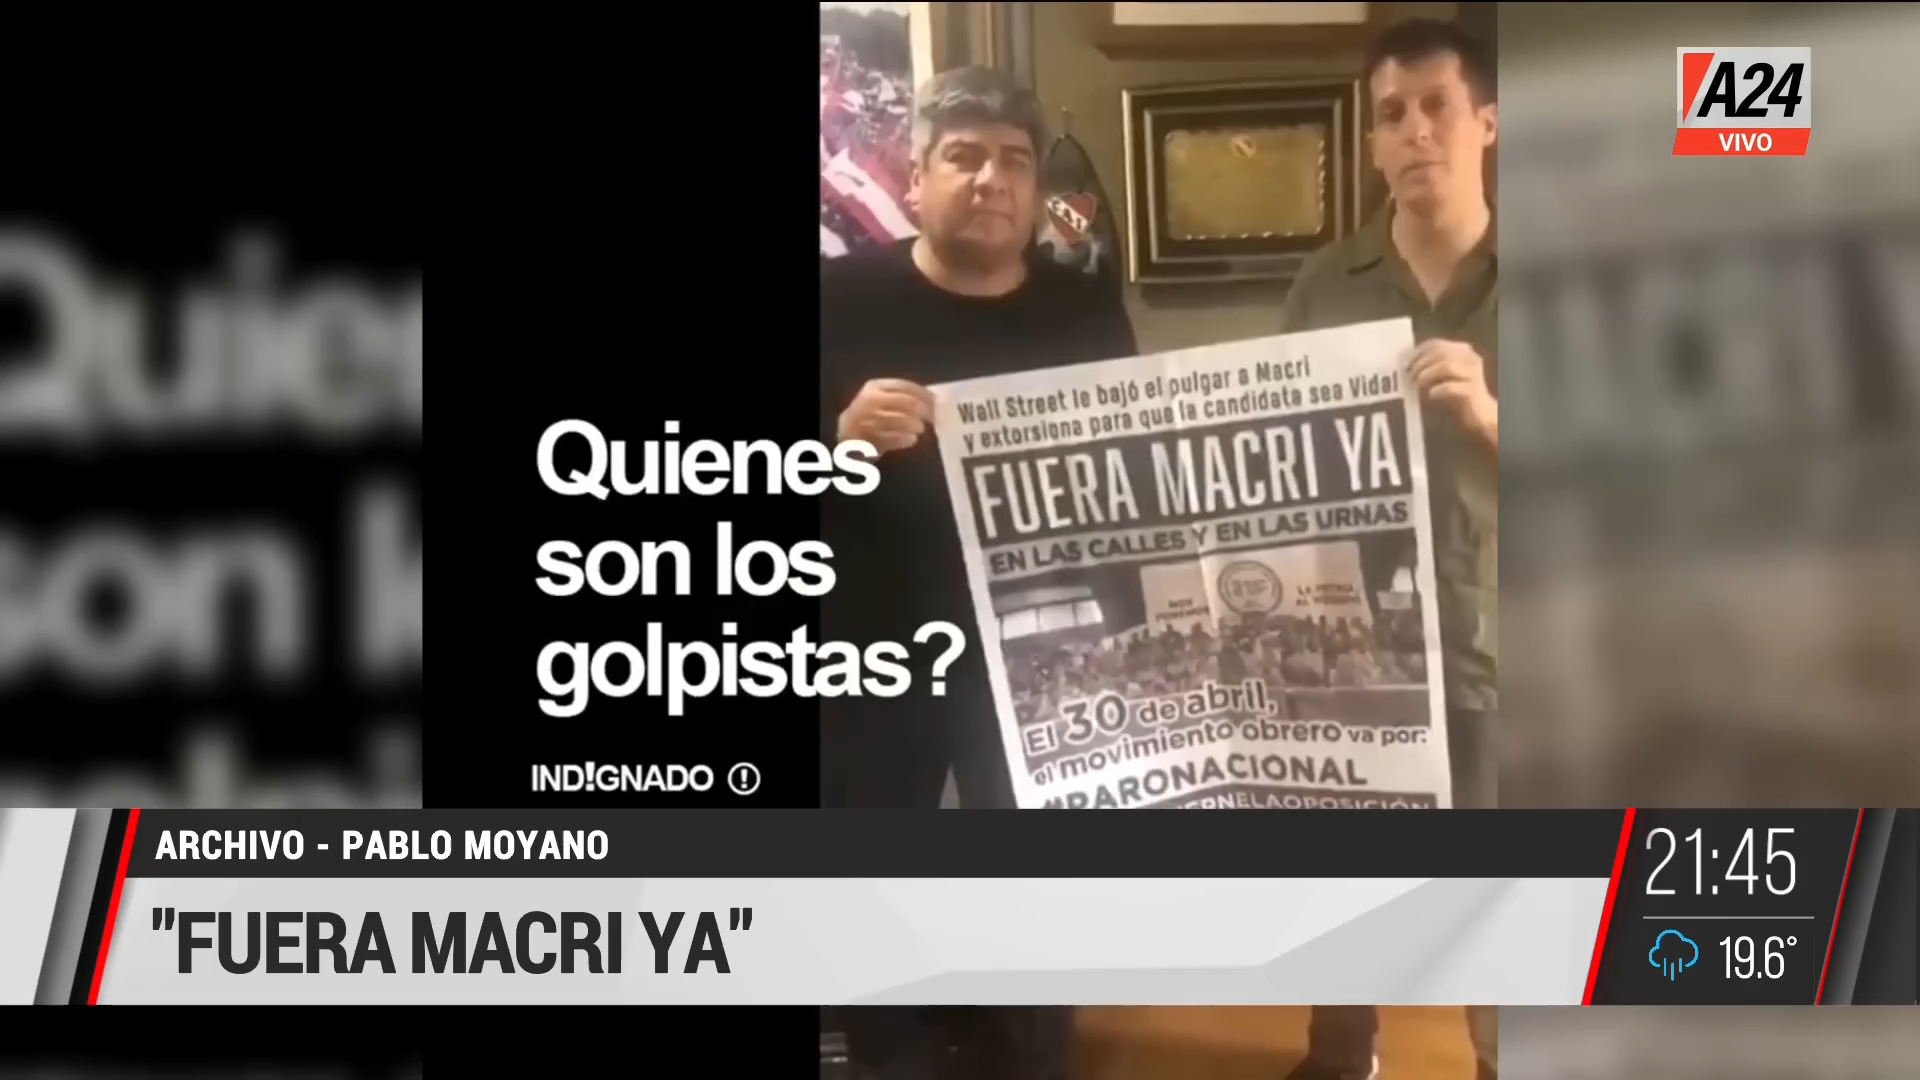 A24
VIVO
Quienes
son los
golpistas?
IND!GNADO
Wall Street le bajó el pulgar a Macri
y extorsiona para que la candidata sea Vidal
FUERA MACRI YA
EN LAS CALLES Y EN LAS URNAS
El 30 de abril,
el movimiento obrero va por:
#PARONACIONAL
ARCHIVO - PABLO MOYANO
"FUERA MACRI YA"
21:45
19.6°